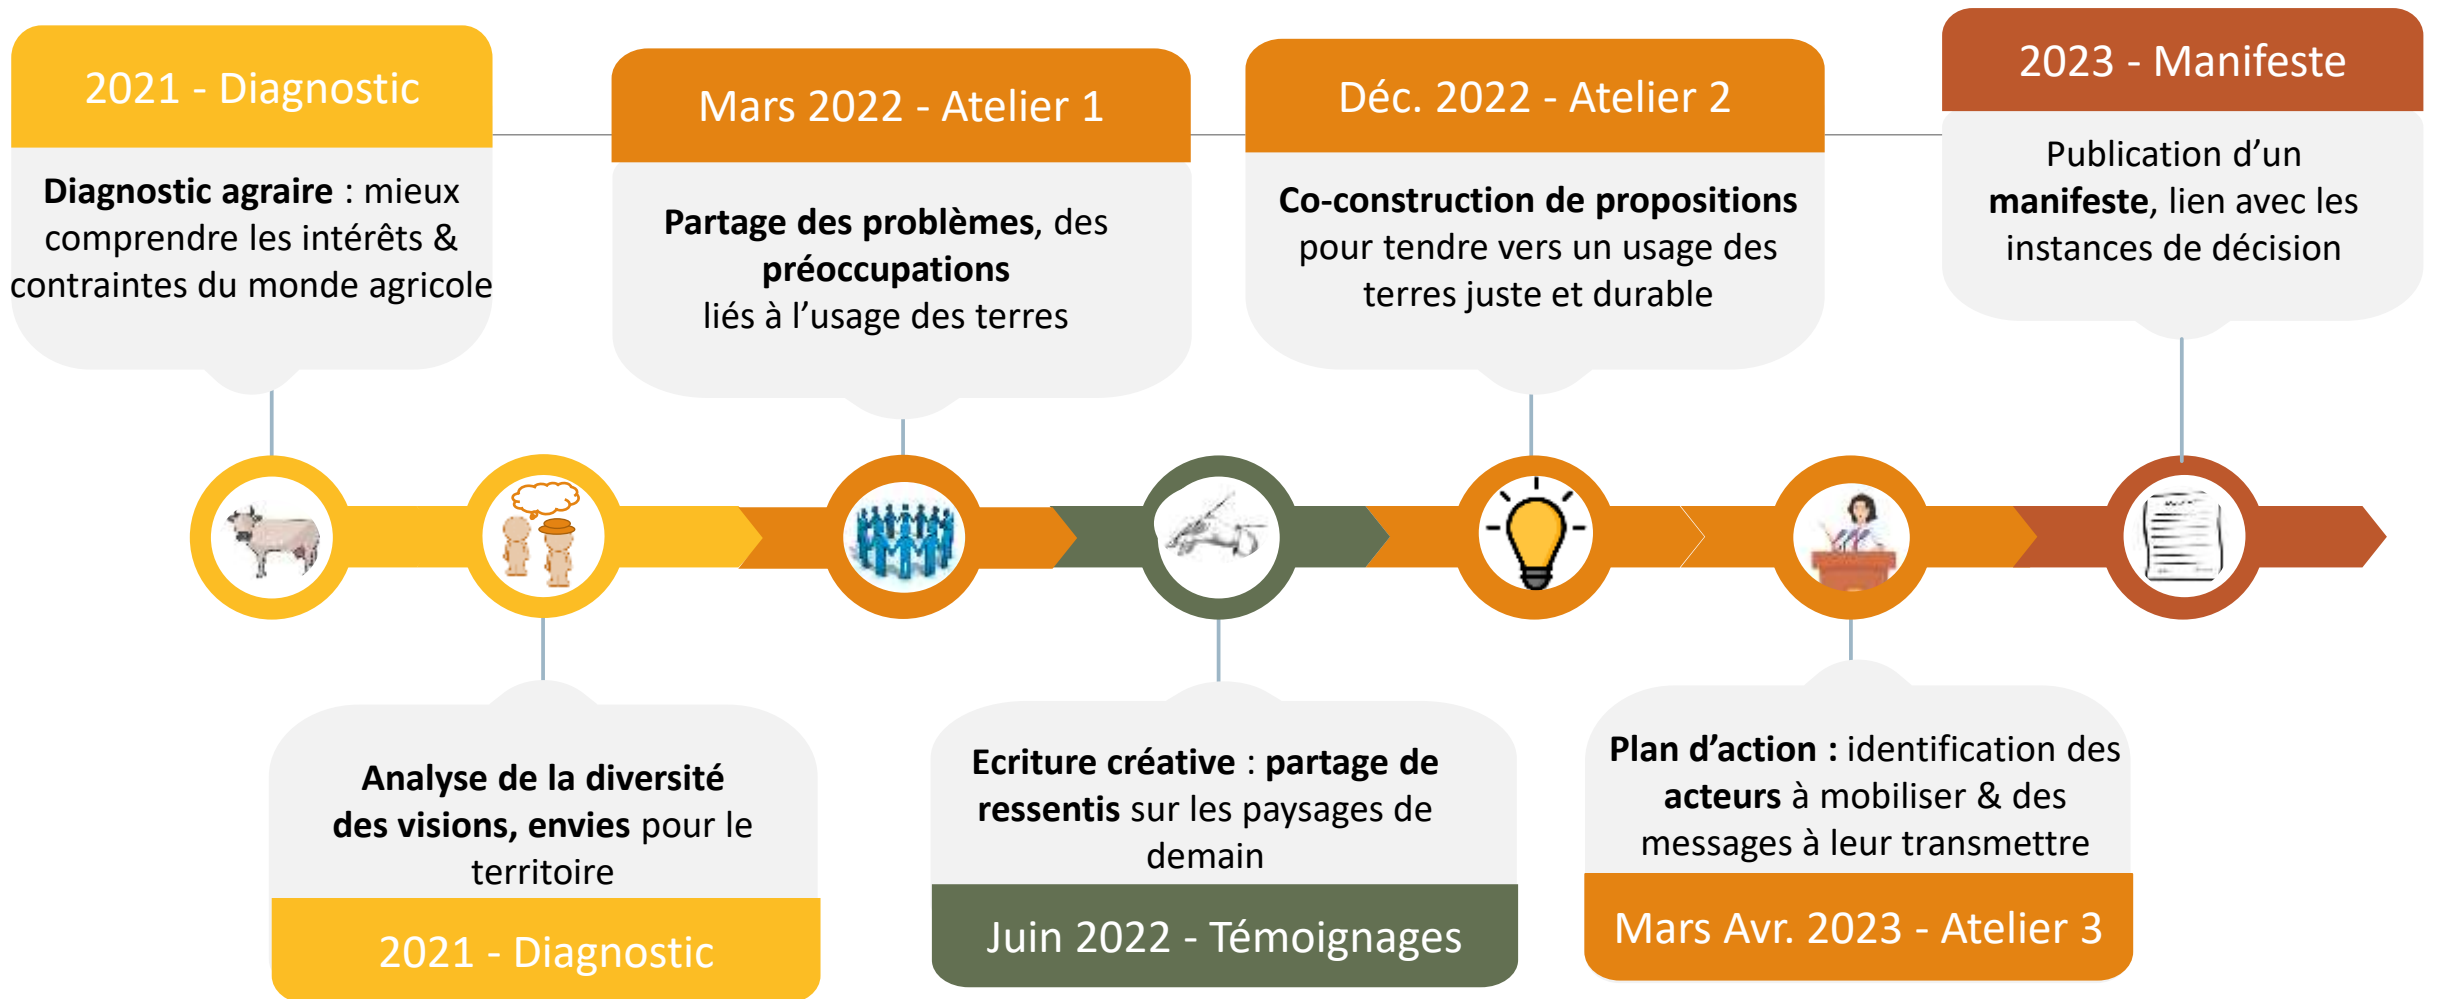 2021 - Diagnostic
Diagnostic agraire : mieux
comprendre les intérêts &
contraintes du monde agricole
Mars 2022 - Atelier 1
Partage des problèmes, des
préoccupations
liés à l’usage des terres
Déc. 2022 - Atelier 2
Co-construction de propositions
pour tendre vers un usage des
terres juste et durable
2023 - Manifeste
Publication d’un
manifeste, lien avec les
instances de décision
Analyse de la diversité
des visions, envies pour le
territoire
2021 - Diagnostic
Ecriture créative : partage de
ressentis sur les paysages de
demain
Juin 2022 - Témoignages
Plan d’action : identification des
acteurs à mobiliser & des
messages à leur transmettre
Mars Avr. 2023 - Atelier 3